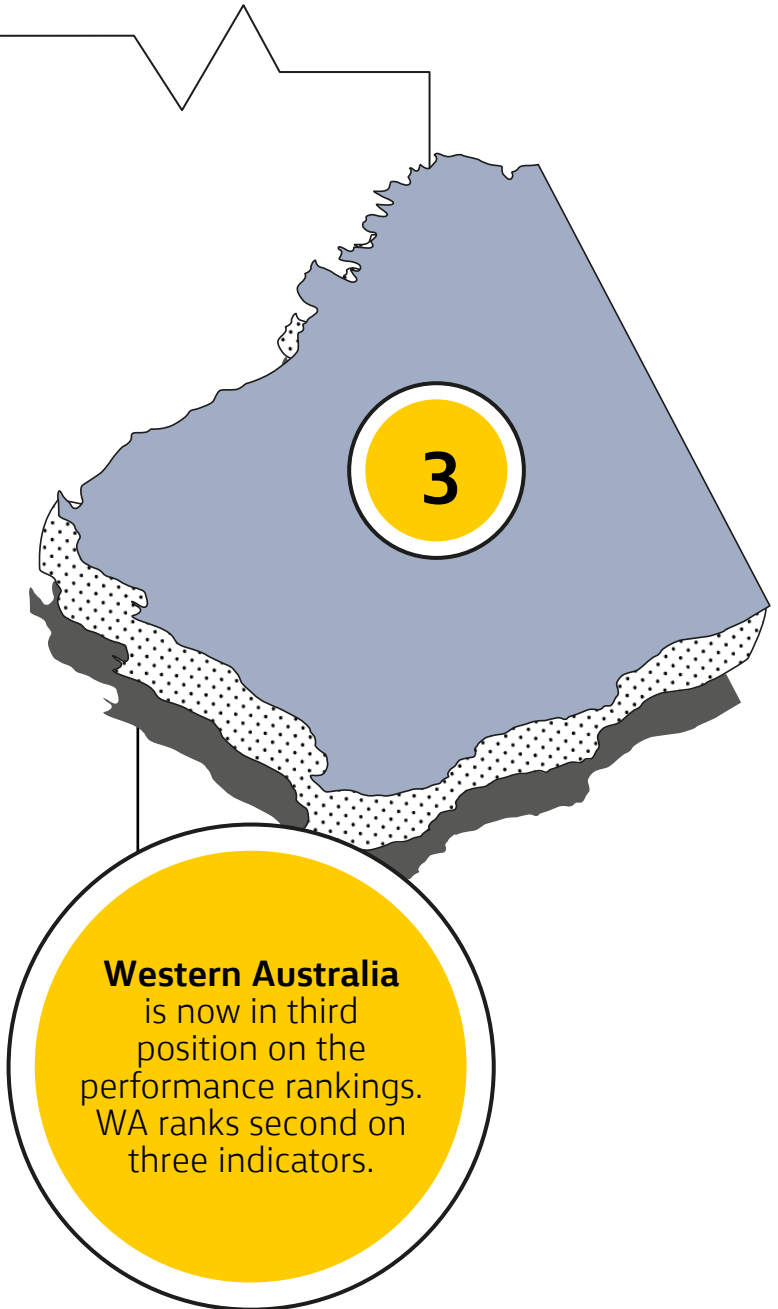 3
Western Australia
is now in third
position on the
performance rankings.
WA ranks second on
three indicators.